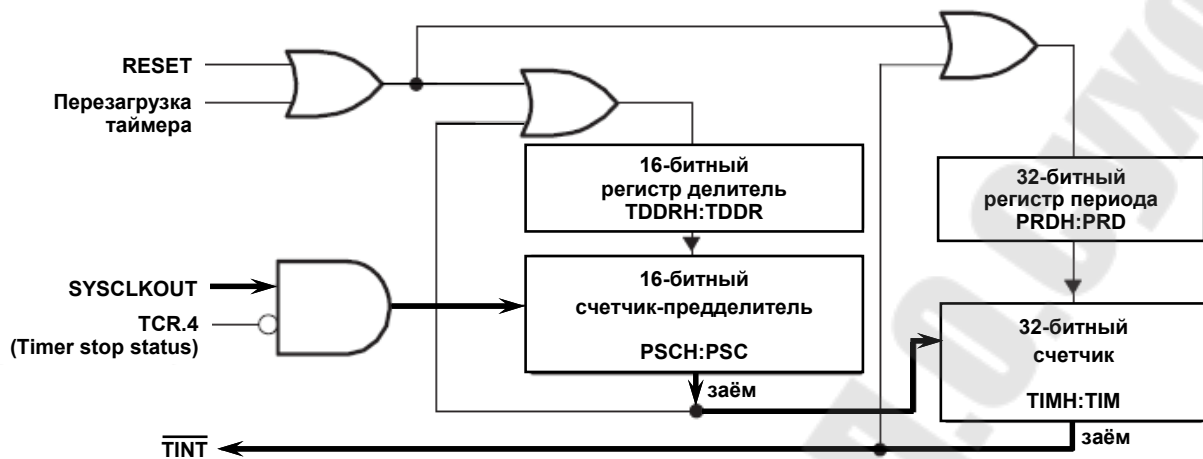 RESET
Перезагрузка
таймера
16-битный
регистр делитель
TDDRH:TDDR
32-битный
регистр периода
PRDH:PRD
SYSCLKOUT
TCR.4
(Timer stop status)
16-битный
счетчик-предделитель
PSCH:PSC
заём
32-битный
счетчик
TIMH:TIM
заём
TINT